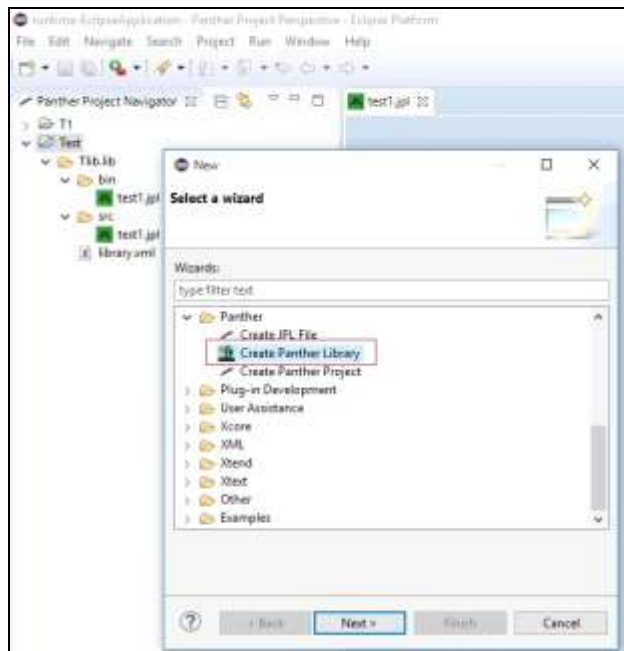 runtime-EclipseApplication - Panther Project Perspective - Eclipse Platform
File Edit Navigate Search Project Run Window Help
Panther Project Navigator
test1.jpl
T1
Test
Tlib.lib
bin
test1.jpl
src
test1.jpl
library.xml
New
Select a wizard
Wizards:
type filter text
Panther
Create JPL File
Create Panther Library
Create Panther Project
Plug-in Development
User Assistance
Xcore
XML
Xtend
Xtext
Other
Examples
< Back Next > Finish Cancel